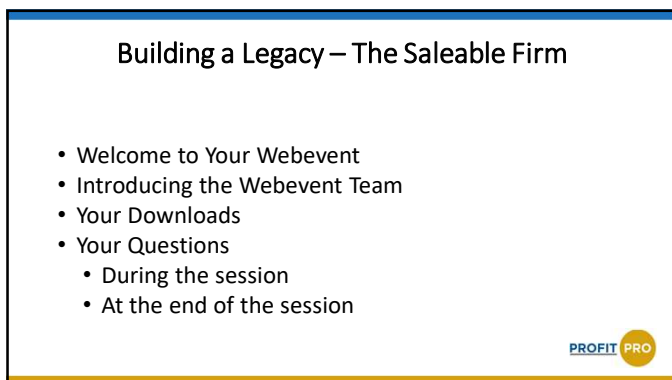 Building a Legacy – The Saleable Firm
• Welcome to Your Webevent
• Introducing the Webevent Team
• Your Downloads
• Your Questions
• During the session
• At the end of the session
PROFIT PRO